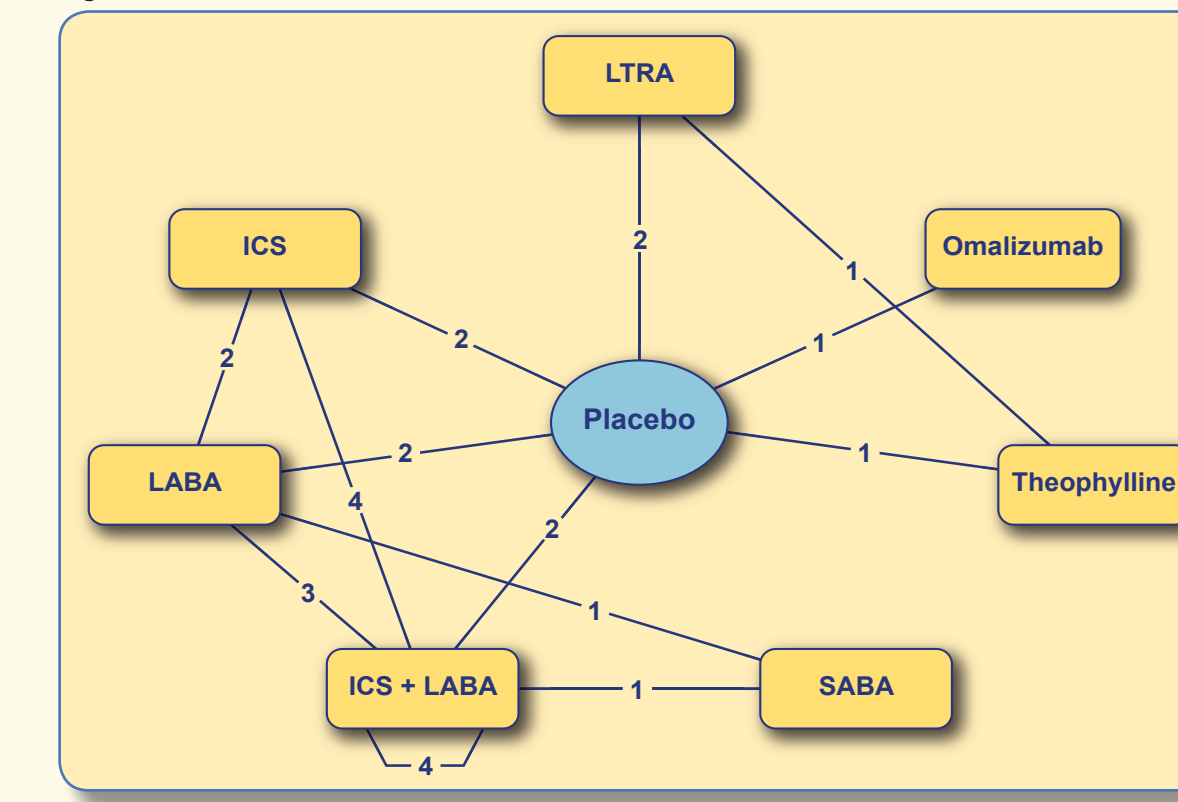 LTRA
ICS
Omalizumab
2
1
2
1
2
Placebo
2
1
LABA
Theophylline
4
2
3
1
ICS + LABA
1
SABA
4